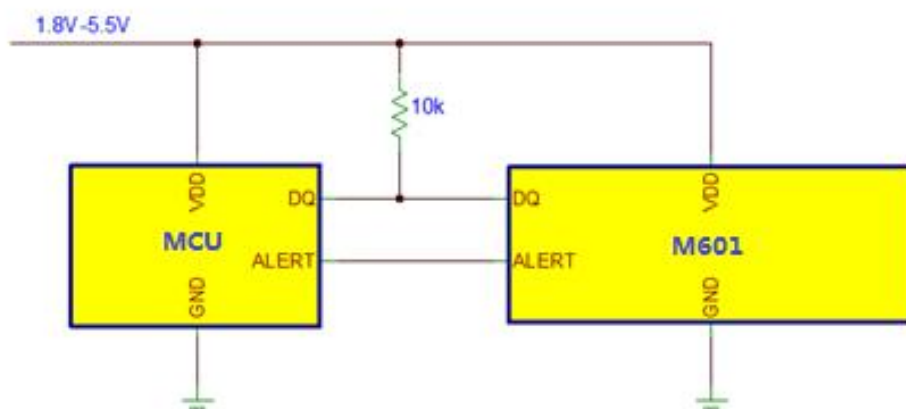 1.8V-5.5V
10k
VDD
DQ
MCU
ALERT
GND
VDD
DQ
M601
ALERT
GND